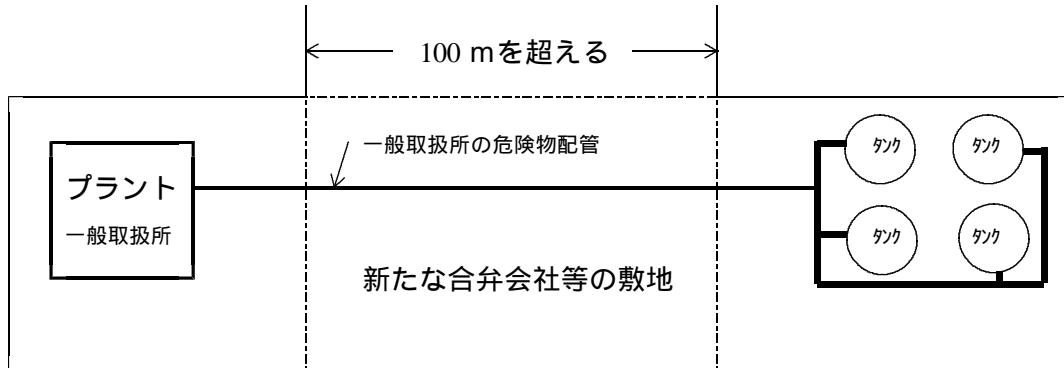 100 mを超える
一般取扱所の危険物配管
ﾀﾝｸ
ﾀﾝｸ
プラント
一般取扱所
ﾀﾝｸ
ﾀﾝｸ
新たな合弁会社等の敷地